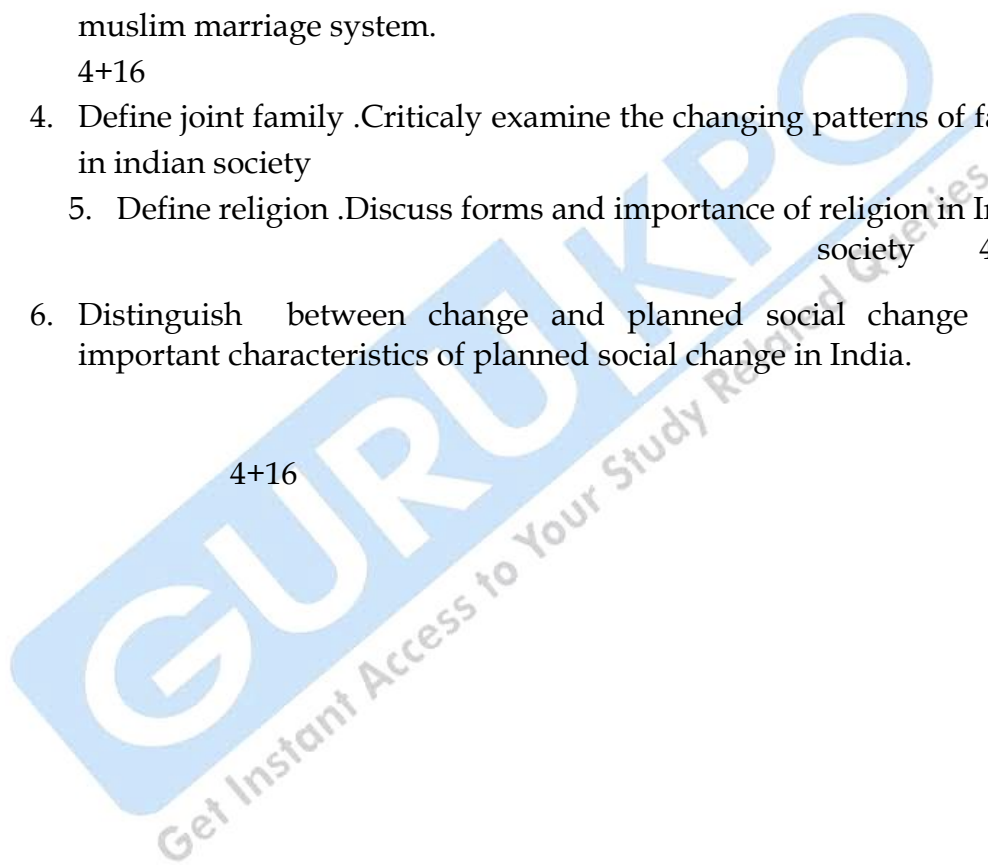 muslim marriage system.
4+16
4. Define joint family .Criticaly examine the changing patterns of fa
in indian society
5. Define religion .Discuss forms and importance of religion in In
society 4
6. Distinguish between change and planned social change
important characteristics of planned social change in India.
4+16
GURUKPO
Get Instant Access to Your Study Related Queries